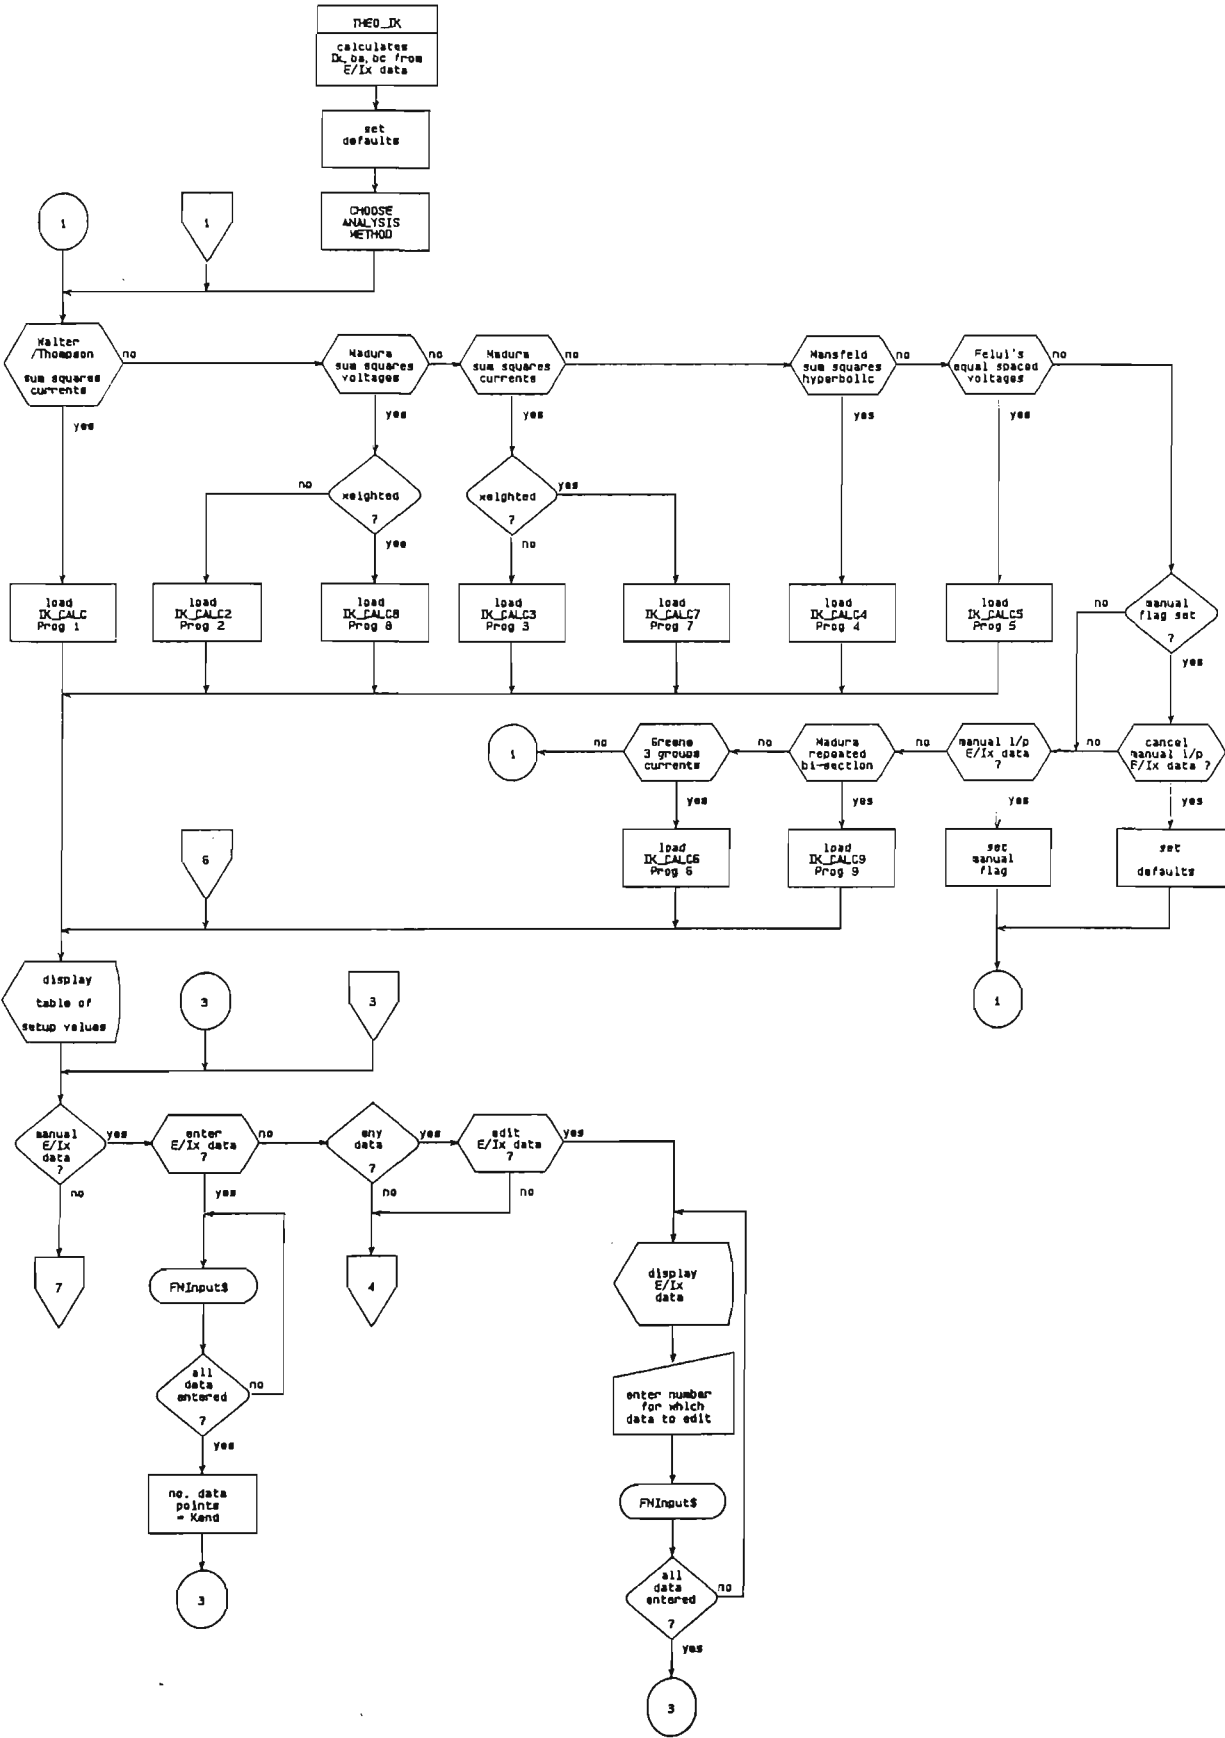 THEO_IK
calculates
Ik,ba,bc from
E/Ix data
set
defaults
CHOOSE
ANALYSIS
METHOD
1
1
Walter
/Thompson
sum squares
currents
no
yes
Madura
sum squares
voltages
no
yes
Madura
sum squares
currents
no
yes
Mansfeld
sum squares
hyperbolic
no
yes
Felui's
equal spaced
voltages
no
yes
no
weighted
?
yes
weighted
?
yes
no
load
IK_CALC
Prog 1
load
IK_CALC2
Prog 2
load
IK_CALC8
Prog 8
load
IK_CALC3
Prog 3
load
IK_CALC7
Prog 7
load
IK_CALC4
Prog 4
load
IK_CALC5
Prog 5
no
manual
flag set
?
yes
1
no
Greene
3 groups
currents
yes
no
Madura
repeated
bi-section
yes
no
manual i/p
E/Ix data
?
yes
no
cancel
manual i/p
E/Ix data ?
yes
6
load
IK_CALC6
Prog 6
load
IK_CALC9
Prog 9
set
manual
flag
set
defaults
1
display
table of
setup values
3
3
manual
E/Ix
data
?
yes
no
enter
E/Ix data
?
no
yes
any
data
?
yes
no
edit
E/Ix data
?
yes
no
7
FNInput$
all
data
entered
?
no
yes
no. data
points
= Kend
3
4
display
E/Ix
data
enter number
for which
data to edit
FNInput$
all
data
entered
?
no
yes
3